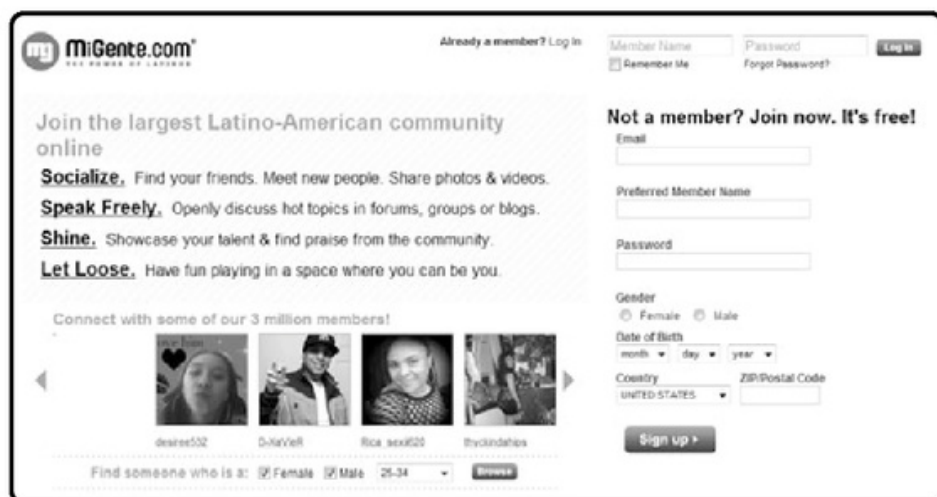 mg MiGente.com
THE POWER OF LATINOS
Already a member? Log In
Member Name Password Log In
Remember Me Forgot Password?
Join the largest Latino-American community
online
Socialize. Find your friends. Meet new people. Share photos & videos.
Speak Freely. Openly discuss hot topics in forums, groups or blogs.
Shine. Showcase your talent & find praise from the community.
Let Loose. Have fun playing in a space where you can be you.
Connect with some of our 3 million members!
desiree532 D-XaVieR
Find someone who is a: Female Male 25-34 Browse
Not a member? Join now. It's free!
Email
Preferred Member Name
Password
Gender
Female Male
Date of Birth
month day year
Country ZIP/Postal Code
UNITED STATES
Sign up